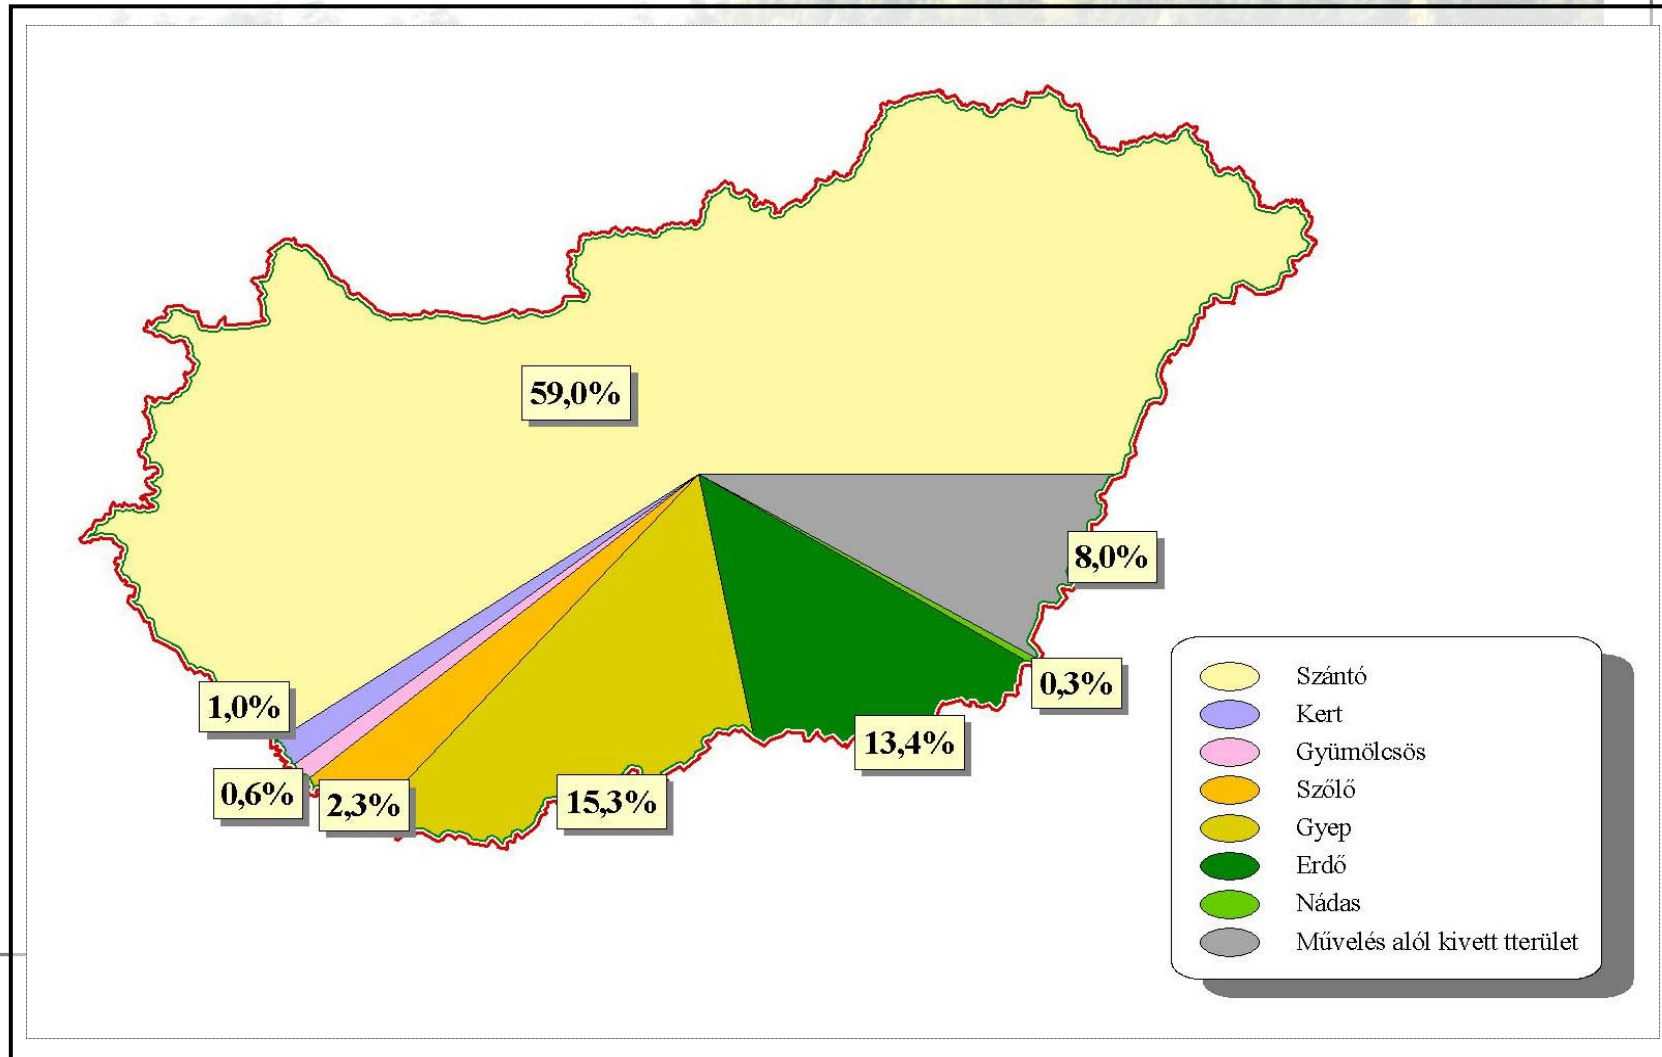 59,0%
8,0%
0,3%
1,0%
13,4%
0,6%
2,3%
15,3%
Szántó
Kert
Gyümölcsös
Szőlő
Gyep
Erdő
Nádas
Művelés alól kivett tterület